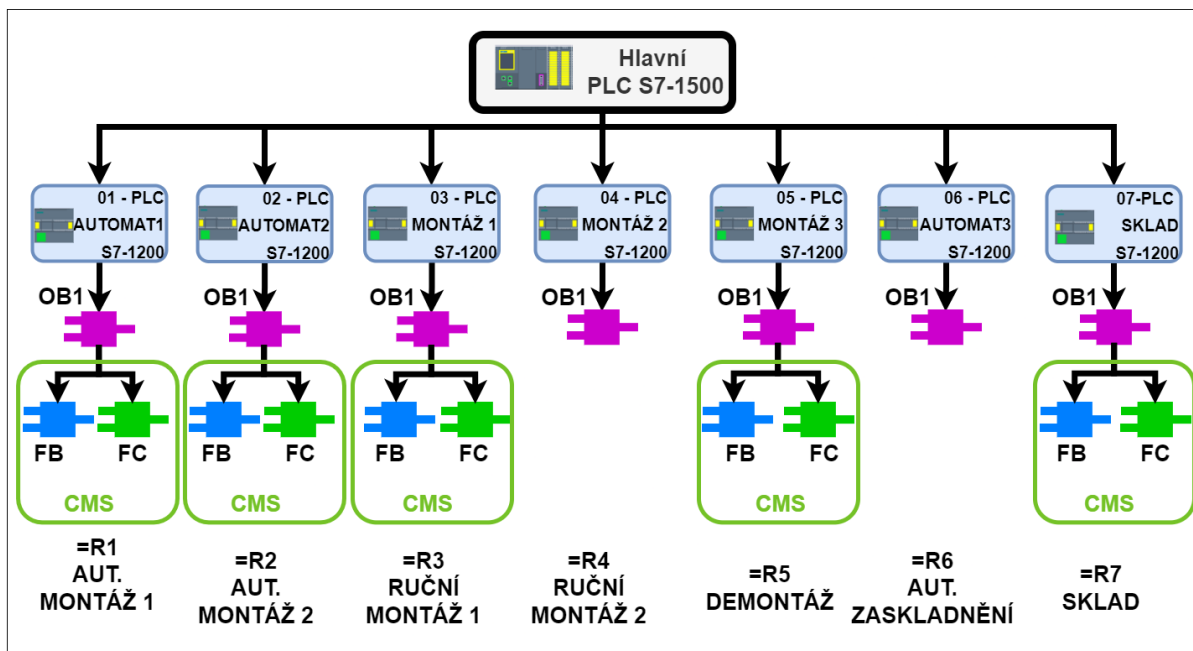 Hlavní
PLC S7-1500
01 - PLC
AUTOMAT1
S7-1200
02 - PLC
AUTOMAT2
S7-1200
03 - PLC
MONTÁŽ 1
S7-1200
04 - PLC
MONTÁŽ 2
S7-1200
05 - PLC
MONTÁŽ 3
S7-1200
06 - PLC
AUTOMAT3
S7-1200
07-PLC
SKLAD
S7-1200
OB1
OB1
OB1
OB1
OB1
OB1
OB1
FB
FC
CMS
FB
FC
CMS
FB
FC
CMS
FB
FC
CMS
FB
FC
CMS
=R1
AUT.
MONTÁŽ 1
=R2
AUT.
MONTÁŽ 2
=R3
RUČNÍ
MONTÁŽ 1
=R4
RUČNÍ
MONTÁŽ 2
=R5
DEMONTÁŽ
=R6
AUT.
ZASKLADNĚNÍ
=R7
SKLAD